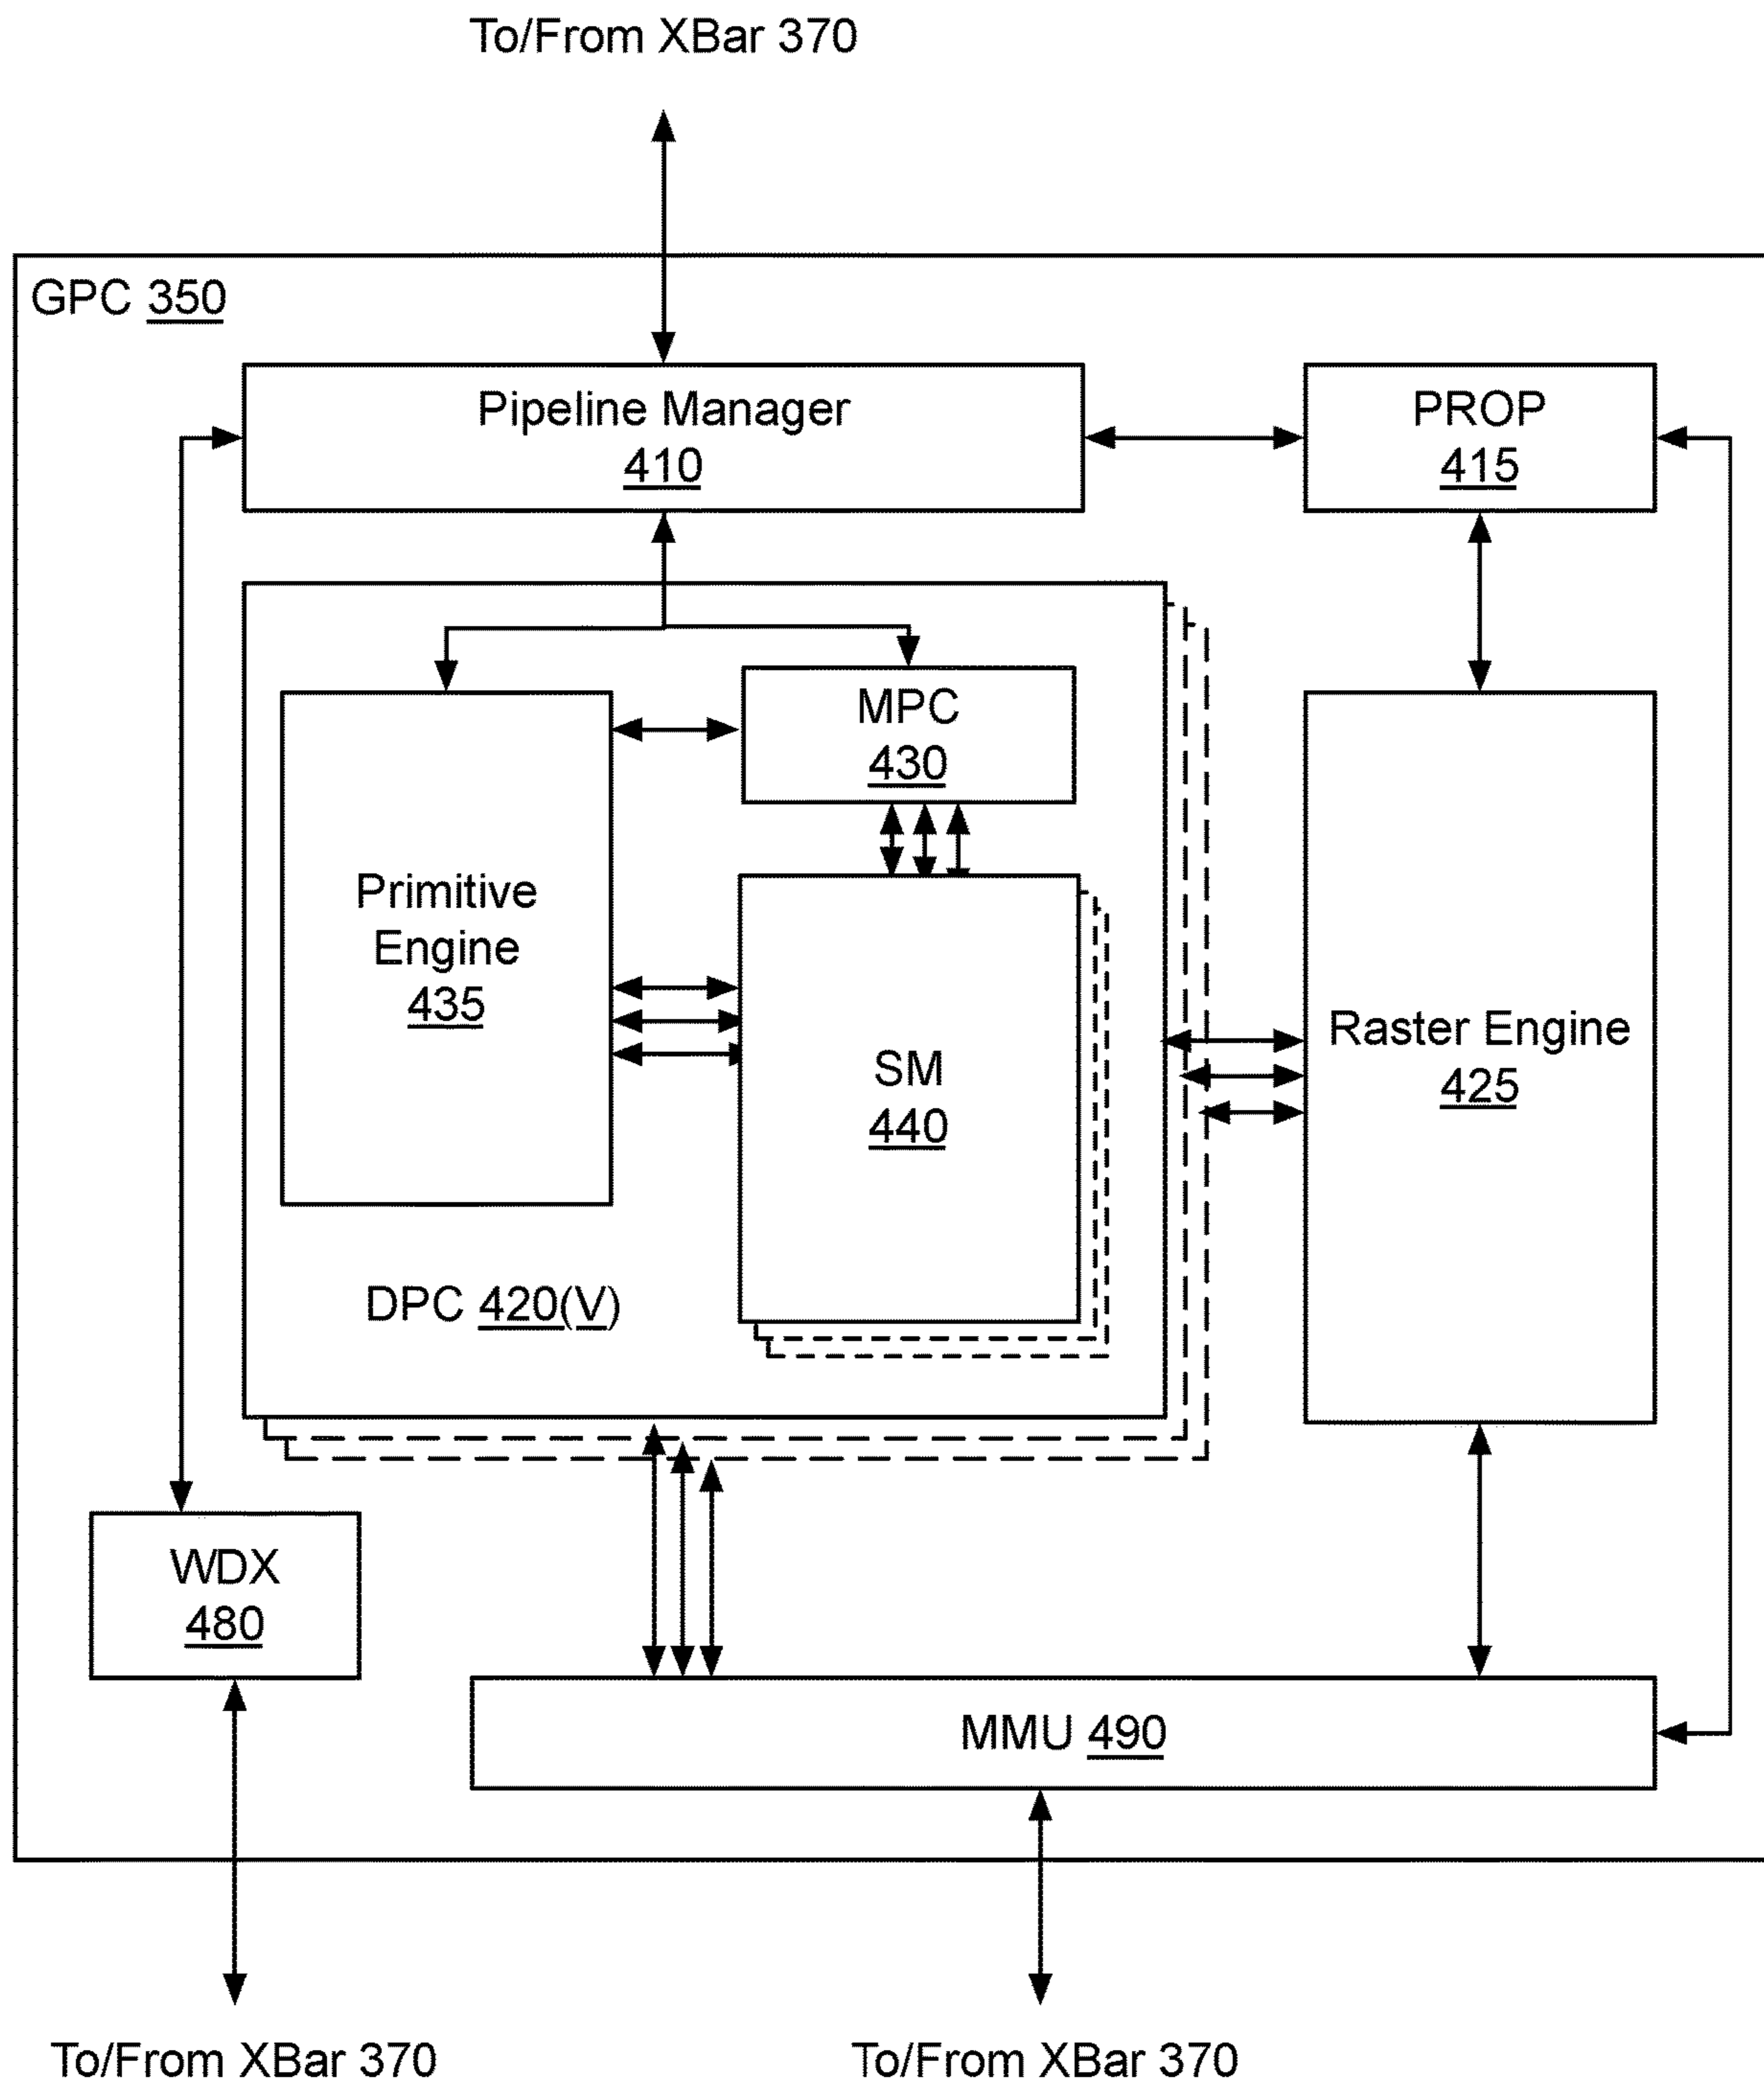 To/From XBar 370
GPC 350
Pipeline Manager
410
PROP
415
MPC
430
Primitive
Engine
435
SM
440
Raster Engine
425
DPC 420(V)
WDX
480
MMU 490
To/From XBar 370
To/From XBar 370